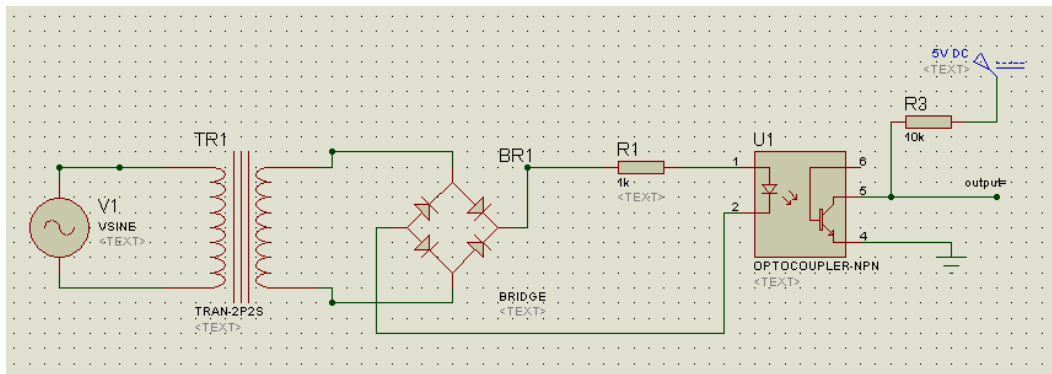 5V DC
<TEXT>
R3
10k
TR1
BR1
R1
1k
<TEXT>
U1
1
2
6
5
4
output=
V1
VSINE
<TEXT>
TRAN-2P2S
<TEXT>
BRIDGE
<TEXT>
OPTOCOUPLER-NPN
<TEXT>